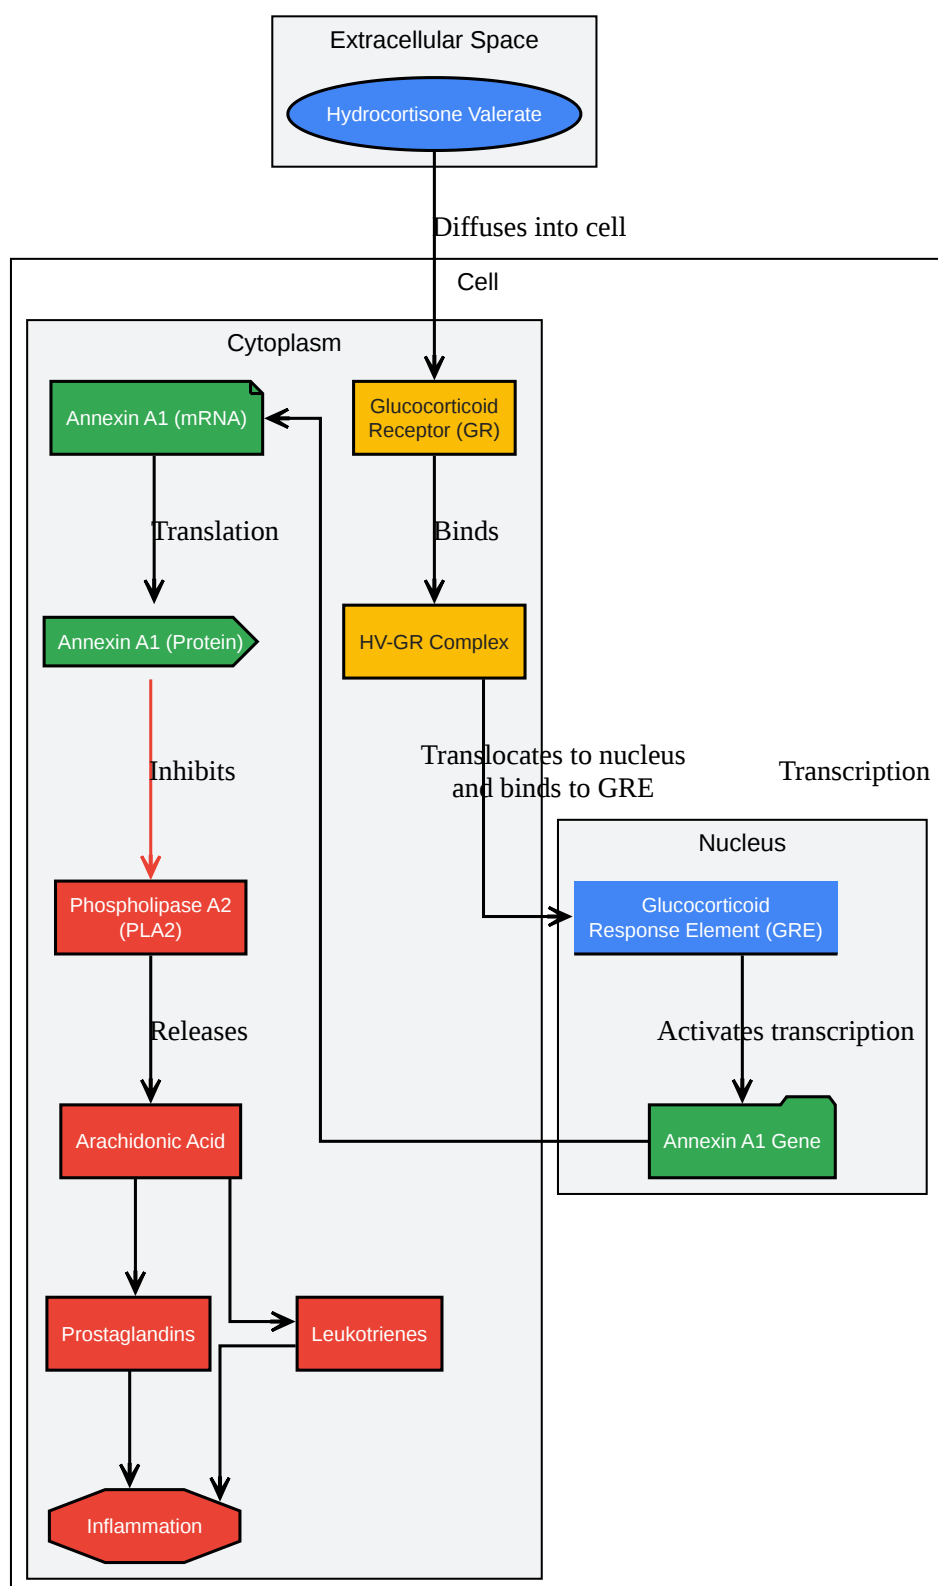 Extracellular Space
Hydrocortisone Valerate
Diffuses into cell
Cell
Cytoplasm
Annexin A1 (mRNA)
Glucocorticoid
Receptor (GR)
Translation
Binds
Annexin A1 (Protein)
HV-GR Complex
Inhibits
Translocates to nucleus
and binds to GRE
Transcription
Nucleus
Phospholipase A2
(PLA2)
Glucocorticoid
Response Element (GRE)
Releases
Activates transcription
Arachidonic Acid
Annexin A1 Gene
Prostaglandins
Leukotrienes
Inflammation